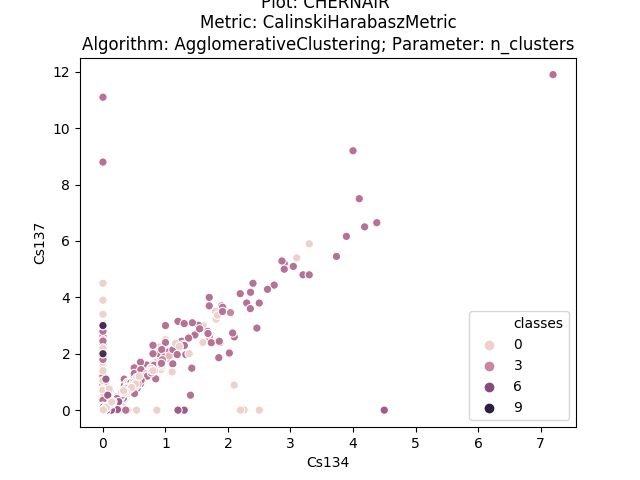 Plot: CHERNAIR
Metric: CalinskiHarabaszMetric
Algorithm: AgglomerativeClustering; Parameter: n_clusters
12
10
8
6
4
2
0
Cs137
classes
0
3
6
9
0 1 2 3 4 5 6 7
Cs134